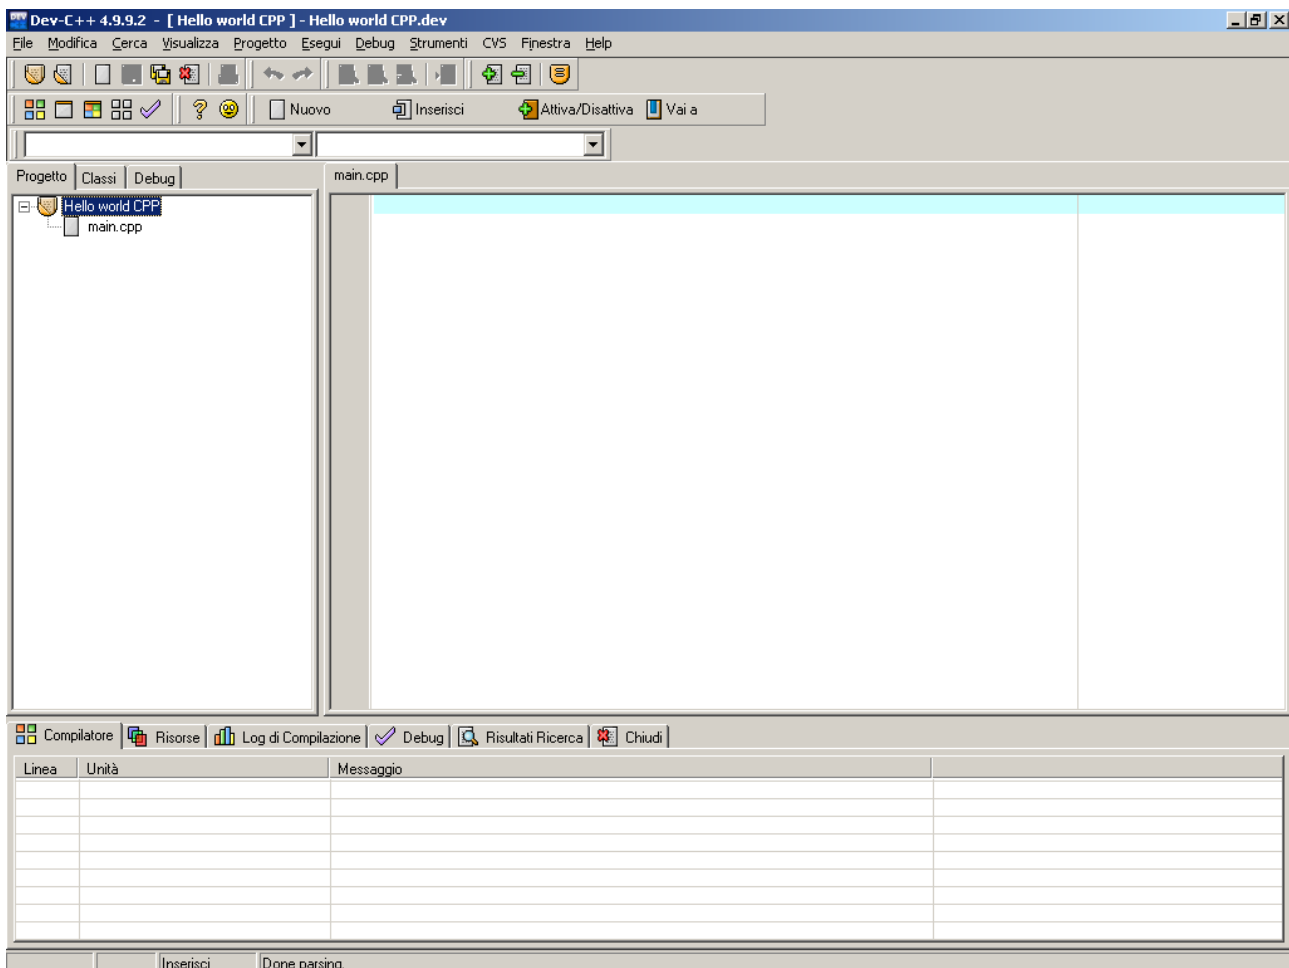 Dev-C++ 4.9.9.2 - [ Hello world CPP ] - Hello world CPP.dev
File Modifica Cerca Visualizza Progetto Esegui Debug Strumenti CVS Finestra Help
Nuovo Inserisci Attiva/Disattiva Vai a
Progetto Classi Debug main.cpp
Hello world CPP
main.cpp
Compilatore Risorse Log di Compilazione Debug Risultati Ricerca Chiudi
Linea Unità Messaggio
Inserisci Done parsing.